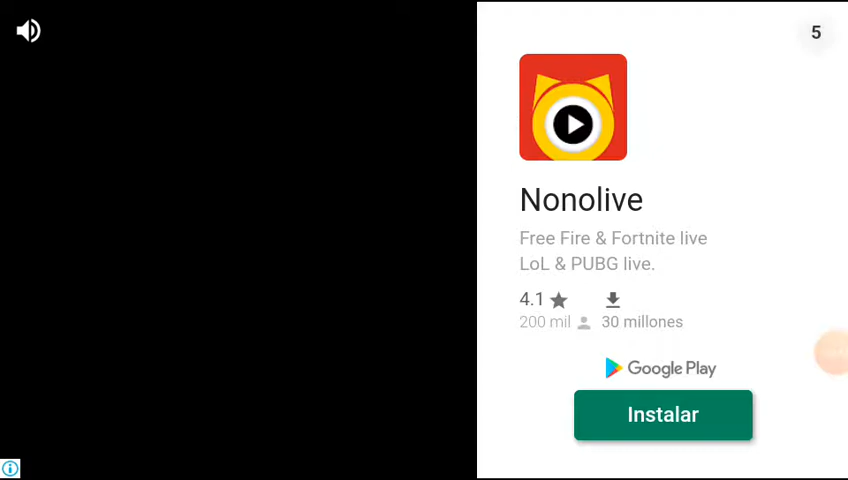 5
Nonolive
Free Fire & Fortnite live
LoL & PUBG live.
4.1
200 mil 30 millones
Google Play
Instalar